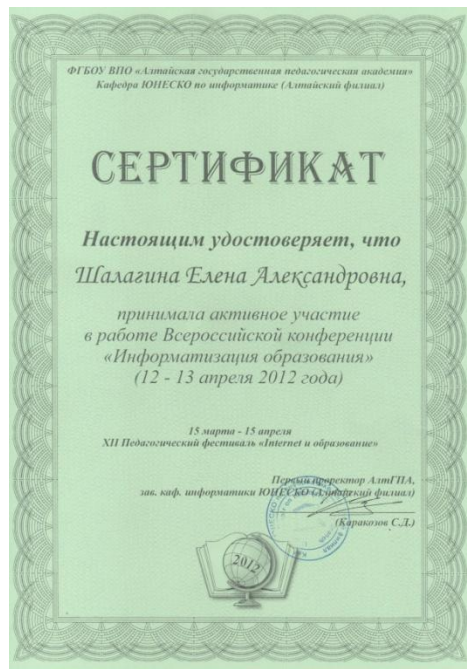 ФГБОУ ВПО «Алтайская государственная педагогическая академия»
Кафедра ЮНЕСКО по информатике (Алтайский филиал)
СЕРТИФИКАТ
Настоящим удостоверяет, что
Шалагина Елена Александровна,
принимала активное участие
в работе Всероссийской конференции
«Информатизация образования»
(12 - 13 апреля 2012 года)
15 марта - 15 апреля
XII Педагогический фестиваль «Internet и образование»
Первый проректор АлтГПА,
зав. каф. информатики ЮНЕСКО (Алтайский филиал)
(Каракозов С.Д.)
2012